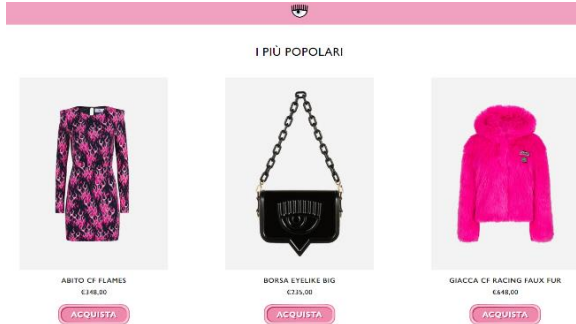 I PIÙ POPOLARI
ABITO CF FLAMES
BORSA EYELIKE BIG
GIACCA CF RACING FAUX FUR
€348,00
€235,00
€648,00
ACQUISTA
ACQUISTA
ACQUISTA